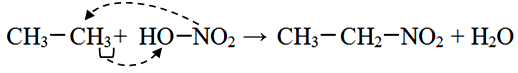 CH₃−CH₃ + HO−NO₂ → CH₃−CH₂−NO₂ + H₂O